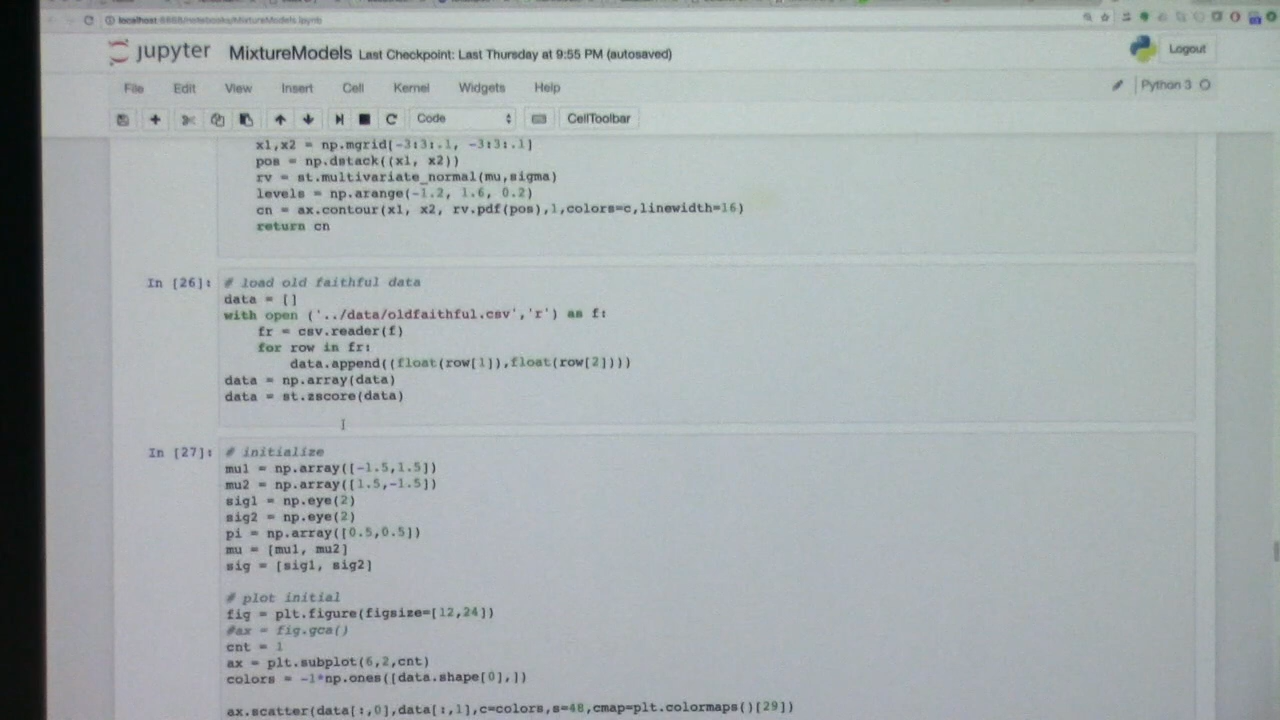 localhost:8888/notebooks/MixtureModels.ipynb
jupyter MixtureModels Last Checkpoint: Last Thursday at 9:55 PM (autosaved)
Logout
File Edit View Insert Cell Kernel Widgets Help
Python 3
Code
CellToolbar
x1,x2 = np.mgrid[-3:3:.1, -3:3:.1]
pos = np.dstack((x1, x2))
rv = st.multivariate_normal(mu,sigma)
levels = np.arange(-1.2, 1.6, 0.2)
cn = ax.contour(x1, x2, rv.pdf(pos),1,colors=c,linewidth=16)
return cn
In [26]: # load old faithful data
data = []
with open ('../data/oldfaithful.csv','r') as f:
fr = csv.reader(f)
for row in fr:
data.append((float(row[1]),float(row[2])))
data = np.array(data)
data = st.zscore(data)
In [27]: # initialize
mu1 = np.array([-1.5,1.5])
mu2 = np.array([1.5,-1.5])
sig1 = np.eye(2)
sig2 = np.eye(2)
pi = np.array([0.5,0.5])
mu = [mu1, mu2]
sig = [sig1, sig2]
# plot initial
fig = plt.figure(figsize=[12,24])
#ax = fig.gca()
cnt = 1
ax = plt.subplot(6,2,cnt)
colors = -1*np.ones([data.shape[0],])
ax.scatter(data[:,0],data[:,1],c=colors,s=48,cmap=plt.colormaps()[29])